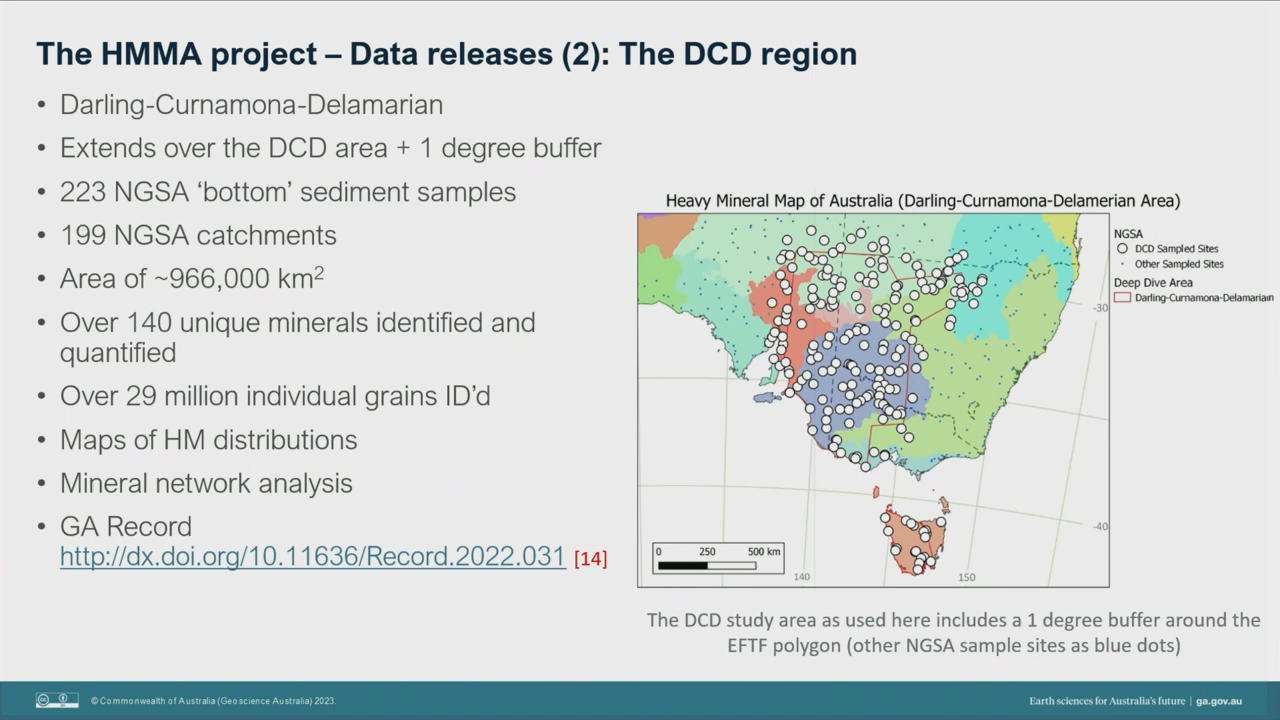 The HMMA project – Data releases (2): The DCD region
• Darling-Curnamona-Delamarian
• Extends over the DCD area + 1 degree buffer
• 223 NGSA ‘bottom’ sediment samples
• 199 NGSA catchments
• Area of ~966,000 km²
• Over 140 unique minerals identified and
quantified
• Over 29 million individual grains ID’d
• Maps of HM distributions
• Mineral network analysis
• GA Record
http://dx.doi.org/10.11636/Record.2022.031 [14]
Heavy Mineral Map of Australia (Darling-Curnamona-Delamerian Area)
NGSA
DCD Sampled Sites
Other Sampled Sites
Deep Dive Area
Darling-Curnamona-Delamarian
-30
-40
0 250 500 km
140
150
The DCD study area as used here includes a 1 degree buffer around the
EFTF polygon (other NGSA sample sites as blue dots)
© Commonwealth of Australia (Geoscience Australia) 2023.
Earth sciences for Australia’s future | ga.gov.au